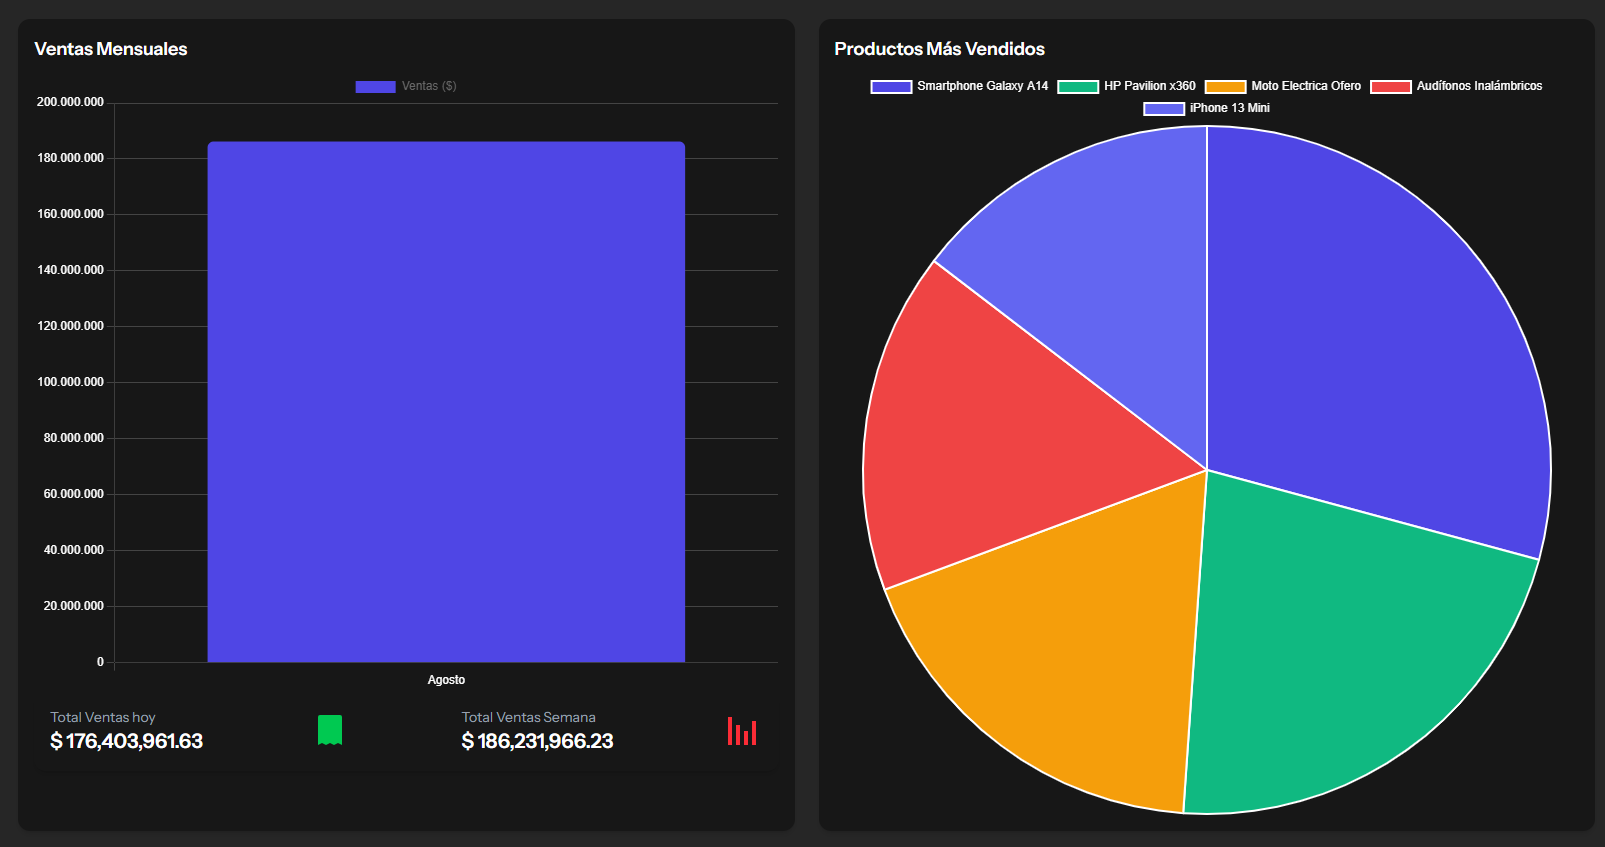 Ventas Mensuales
Ventas ($)
200.000.000
180.000.000
160.000.000
140.000.000
120.000.000
100.000.000
80.000.000
60.000.000
40.000.000
20.000.000
0
Agosto
Total Ventas hoy
$ 176,403,961.63
Total Ventas Semana
$ 186,231,966.23
Productos Más Vendidos
Smartphone Galaxy A14 HP Pavilion x360 Moto Electrica Ofero Audífonos Inalámbricos
iPhone 13 Mini